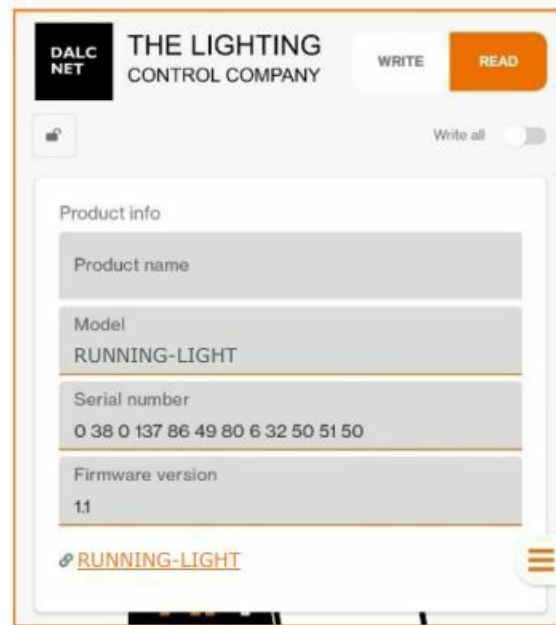 DALC
NET
THE LIGHTING
CONTROL COMPANY
WRITE
READ
Write all
Product info
Product name
Model
RUNNING-LIGHT
Serial number
0 38 0 137 86 49 80 6 32 50 51 50
Firmware version
1.1
RUNNING-LIGHT